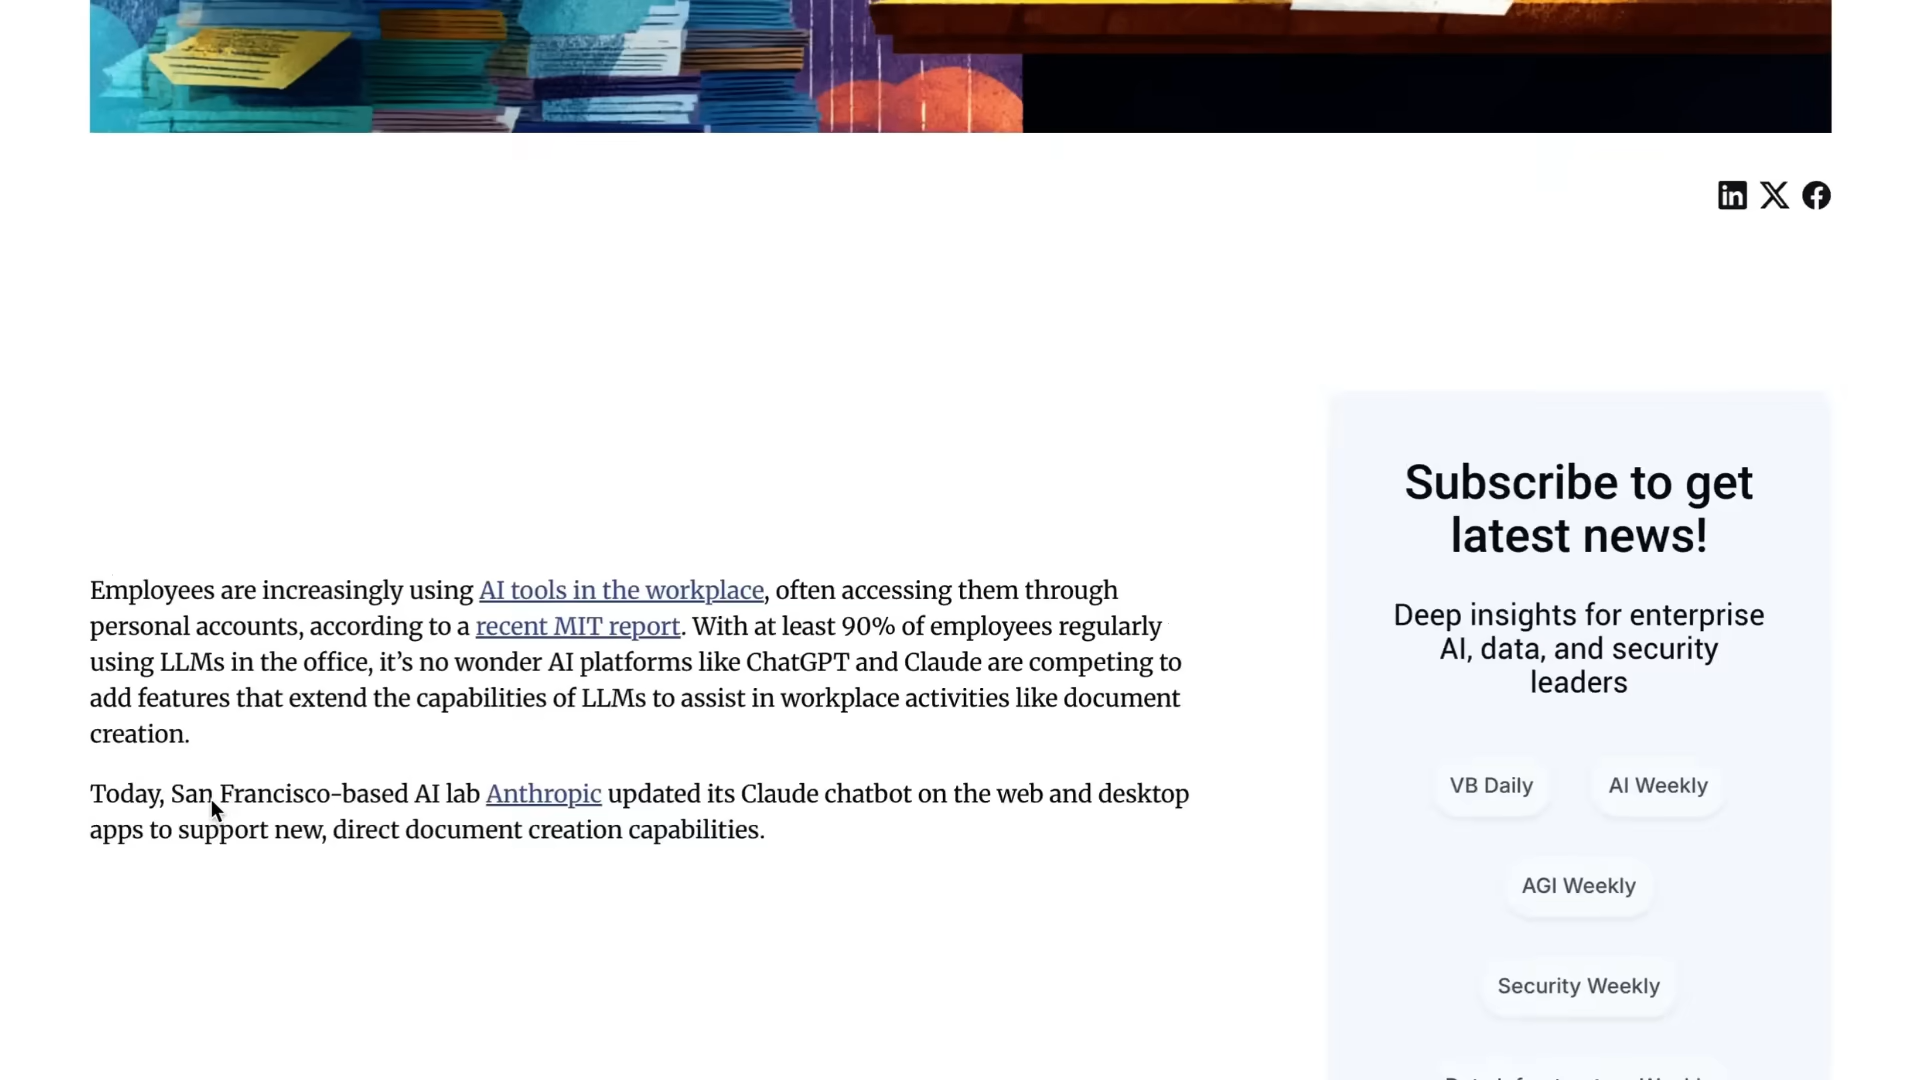 Employees are increasingly using AI tools in the workplace, often accessing them through
personal accounts, according to a recent MIT report. With at least 90% of employees regularly
using LLMs in the office, it’s no wonder AI platforms like ChatGPT and Claude are competing to
add features that extend the capabilities of LLMs to assist in workplace activities like document
creation.
Today, San Francisco-based AI lab Anthropic updated its Claude chatbot on the web and desktop
apps to support new, direct document creation capabilities.
Subscribe to get
latest news!
Deep insights for enterprise
AI, data, and security
leaders
VB Daily
AI Weekly
AGI Weekly
Security Weekly